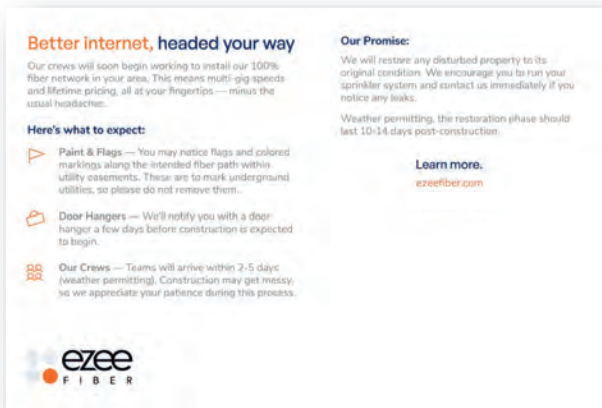 Better internet, headed your way
Our crews will soon begin working to install our 100%
fiber network in your area. This means multi-gig speeds
and lifetime pricing, all at your fingertips — minus the
usual headaches.
Here's what to expect:
Paint & Flags — You may notice flags and colored
markings along the intended fiber path within
utility easements. These are to mark underground
utilities, so please do not remove them.
Door Hangers — We'll notify you with a door
hanger a few days before construction is expected
to begin.
Our Crews — Teams will arrive within 2-5 days
(weather permitting). Construction may get messy,
so we appreciate your patience during this process.
ezee
FIBER
Our Promise:
We will restore any disturbed property to its
original condition. We encourage you to run your
sprinkler system and contact us immediately if you
notice any leaks.
Weather permitting, the restoration phase should
last 10-14 days post-construction.
Learn more.
ezeefiber.com